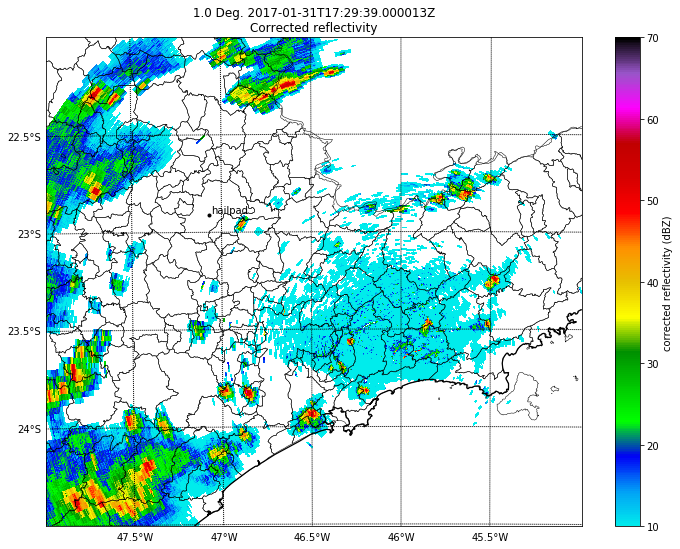 1.0 Deg. 2017-01-31T17:29:39.000013Z
Corrected reflectivity
22.5°S
23°S
23.5°S
24°S
hailpad
47.5°W
47°W
46.5°W
46°W
45.5°W
70
60
50
40
30
20
10
corrected reflectivity (dBZ)